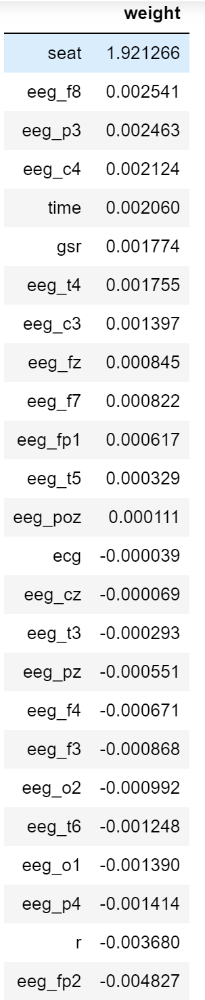 weight
seat 1.921266
eeg_f8 0.002541
eeg_p3 0.002463
eeg_c4 0.002124
time 0.002060
gsr 0.001774
eeg_t4 0.001755
eeg_c3 0.001397
eeg_fz 0.000845
eeg_f7 0.000822
eeg_fp1 0.000617
eeg_t5 0.000329
eeg_poz 0.000111
ecg -0.000039
eeg_cz -0.000069
eeg_t3 -0.000293
eeg_pz -0.000551
eeg_f4 -0.000671
eeg_f3 -0.000868
eeg_o2 -0.000992
eeg_t6 -0.001248
eeg_o1 -0.001390
eeg_p4 -0.001414
r -0.003680
eeg_fp2 -0.004827